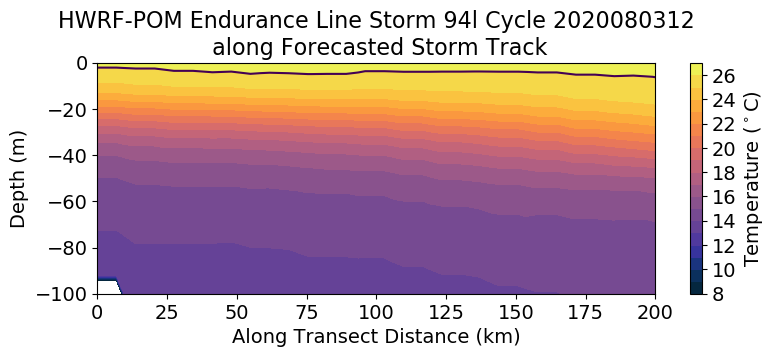 HWRF-POM Endurance Line Storm 94l Cycle 2020080312
along Forecasted Storm Track
Depth (m)
0
−20
−40
−60
−80
−100
0 25 50 75 100 125 150 175 200
Along Transect Distance (km)
26
24
22
20
18
16
14
12
10
8
Temperature (°C)